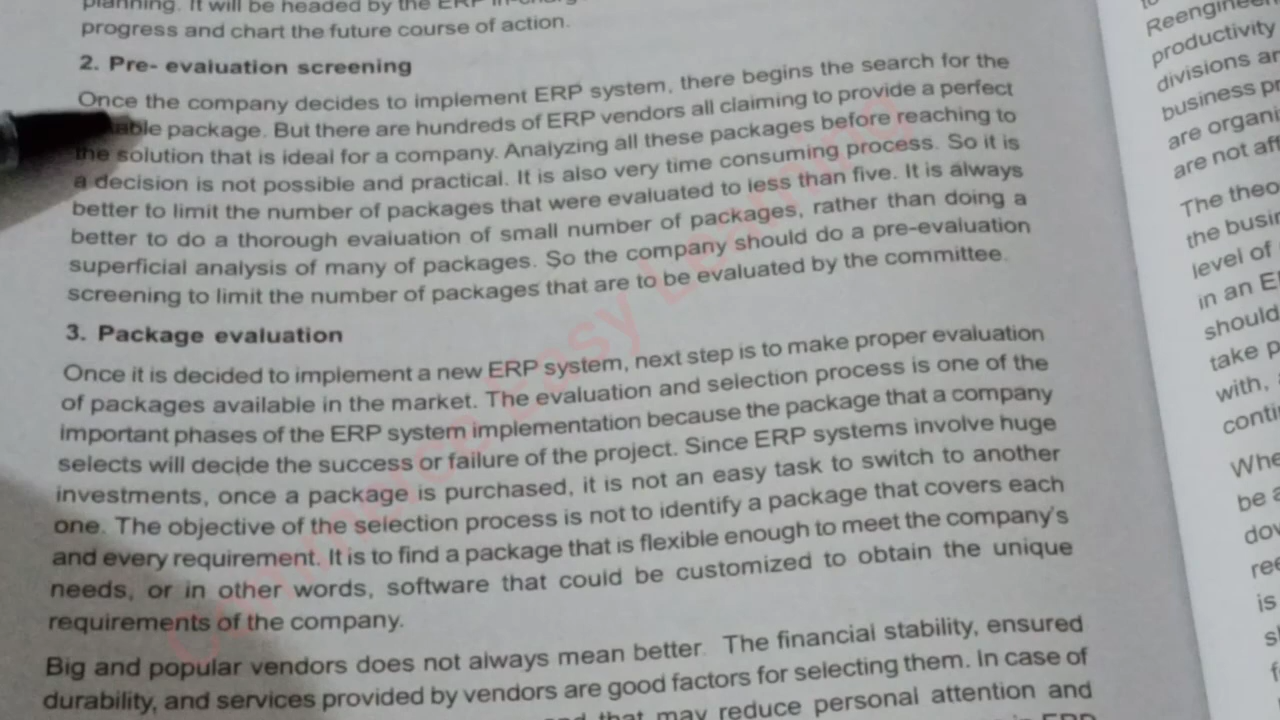 planning. It will be headed by the ERP
progress and chart the future course of action.
2. Pre- evaluation screening
Once the company decides to implement ERP system, there begins the search for the
package. But there are hundreds of ERP vendors all claiming to provide a perfect
the solution that is ideal for a company. Analyzing all these packages before reaching to
a decision is not possible and practical. It is also very time consuming process. So it is
better to limit the number of packages that were evaluated to less than five. It is always
better to do a thorough evaluation of small number of packages, rather than doing a
superficial analysis of many of packages. So the company should do a pre-evaluation
screening to limit the number of packages that are to be evaluated by the committee.
3. Package evaluation
Once it is decided to implement a new ERP system, next step is to make proper evaluation
of packages available in the market. The evaluation and selection process is one of the
important phases of the ERP system implementation because the package that a company
selects will decide the success or failure of the project. Since ERP systems involve huge
investments, once a package is purchased, it is not an easy task to switch to another
one. The objective of the selection process is not to identify a package that covers each
and every requirement. It is to find a package that is flexible enough to meet the company's
needs, or in other words, software that could be customized to obtain the unique
requirements of the company.
Big and popular vendors does not always mean better. The financial stability, ensured
durability, and services provided by vendors are good factors for selecting them. In case of
that may reduce personal attention and
ERP
Commerce Easy Learning
productivity
divisions
business
are
are not
The
the
level of
in an
should
take
with,
be
is